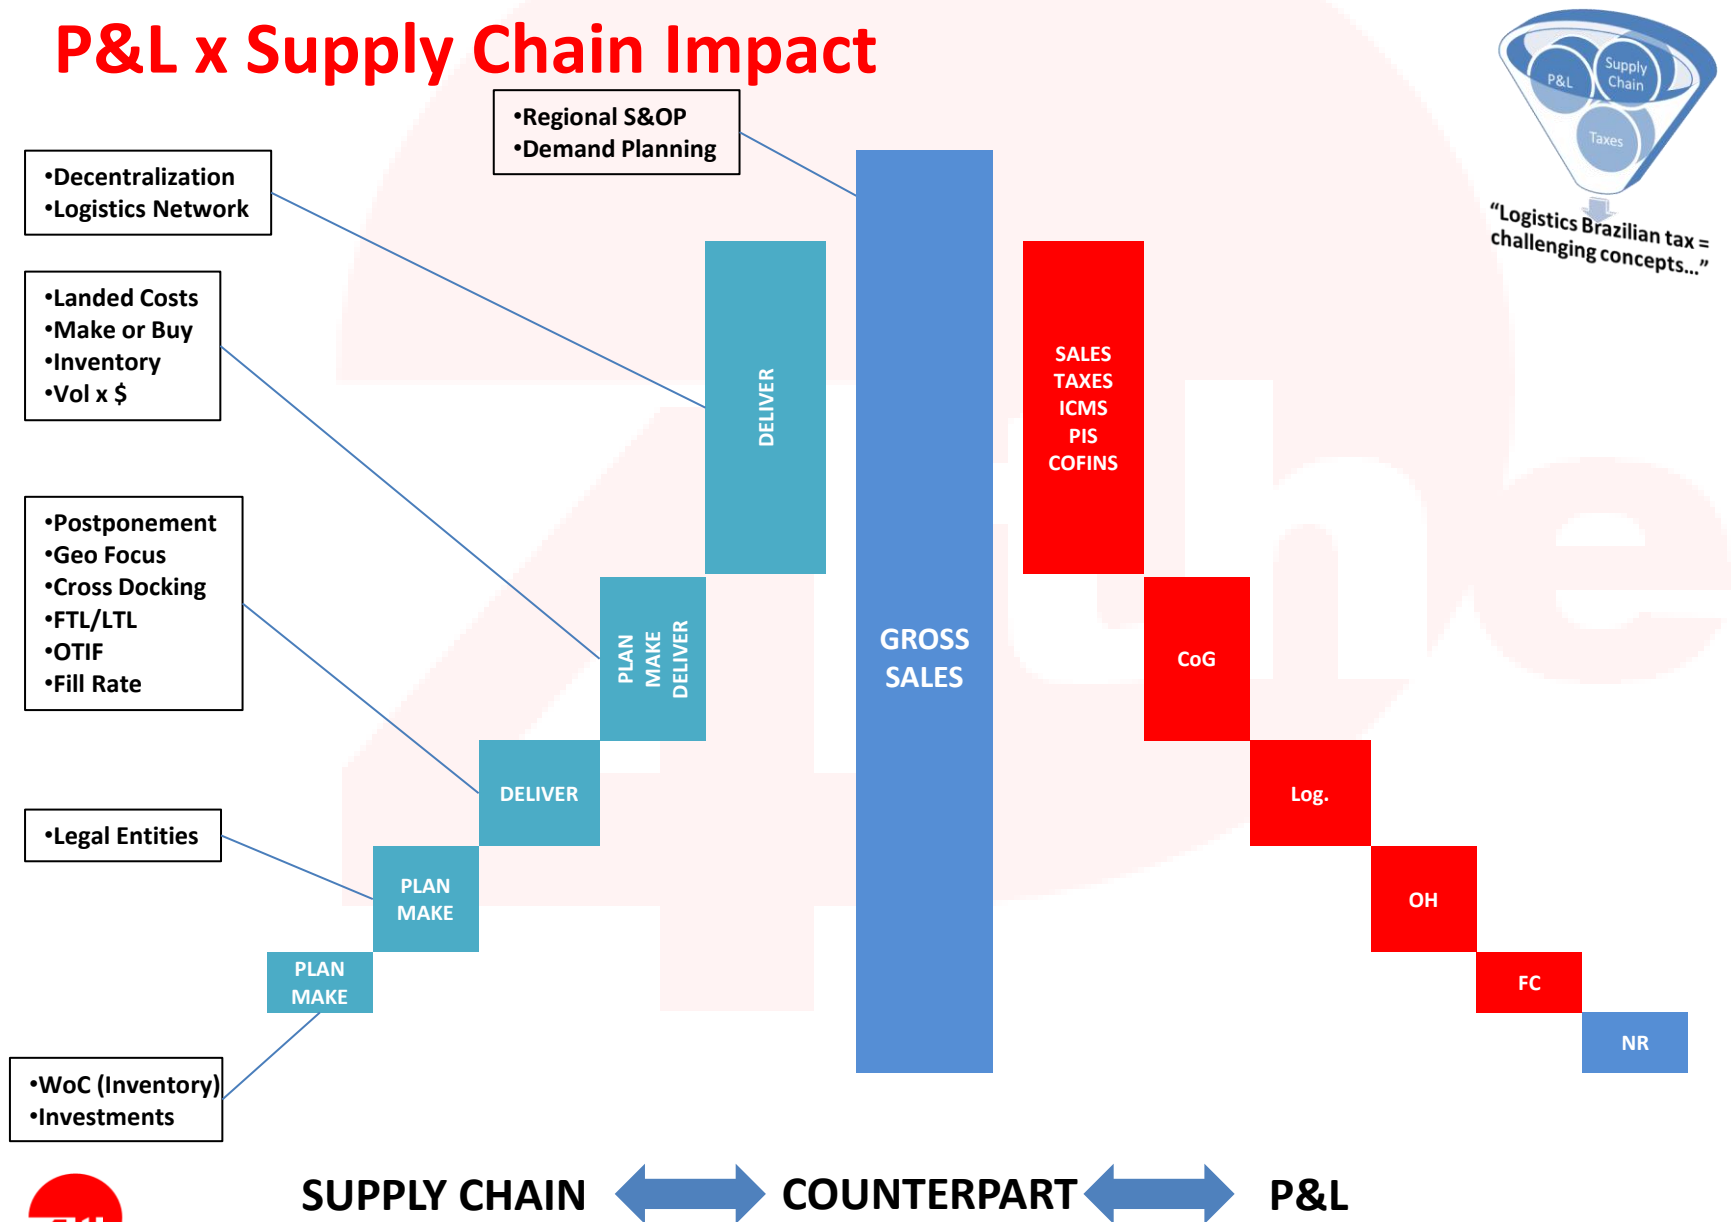 P&L x Supply Chain Impact
P&L
Supply
Chain
Taxes
"Logistics Brazilian tax =
challenging concepts..."
•Regional S&OP
•Demand Planning
•Decentralization
•Logistics Network
•Landed Costs
•Make or Buy
•Inventory
•Vol x $
•Postponement
•Geo Focus
•Cross Docking
•FTL/LTL
•OTIF
•Fill Rate
•Legal Entities
•WoC (Inventory)
•Investments
PLAN
MAKE
PLAN
MAKE
DELIVER
PLAN
MAKE
DELIVER
DELIVER
GROSS
SALES
SALES
TAXES
ICMS
PIS
COFINS
CoG
Log.
OH
FC
NR
SUPPLY CHAIN
COUNTERPART
P&L
4the